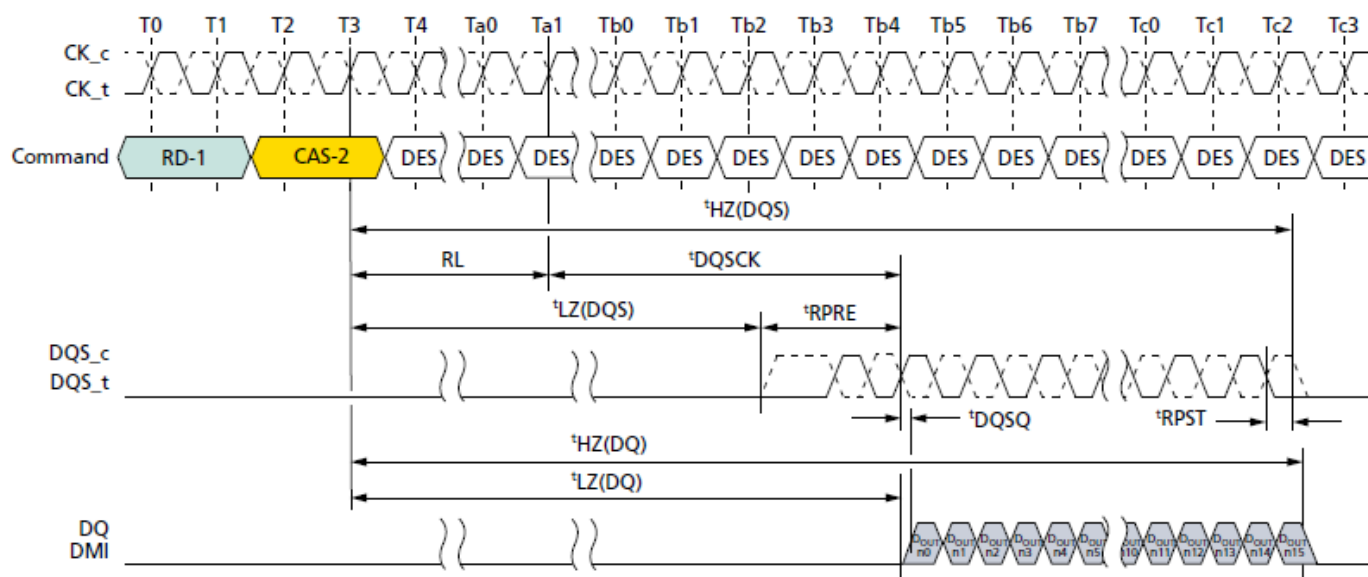 T0 T1 T2 T3 T4 Ta0 Ta1 Tb0 Tb1 Tb2 Tb3 Tb4 Tb5 Tb6 Tb7 Tc0 Tc1 Tc2 Tc3
CK_c
CK_t
Command RD-1 CAS-2 DES DES DES DES DES DES DES DES DES DES DES DES DES DES DES
tHZ(DQS)
RL tDQSCK
tLZ(DQS) tRPRE
DQS_c
DQS_t
tDQSQ tRPST
tHZ(DQ)
tLZ(DQ)
DQ
DMI
DOUT DOUT DOUT DOUT DOUT DOUT DOUT DOUT DOUT DOUT DOUT DOUT
n0 n1 n2 n3 n4 n5 n10 n11 n12 n13 n14 n15